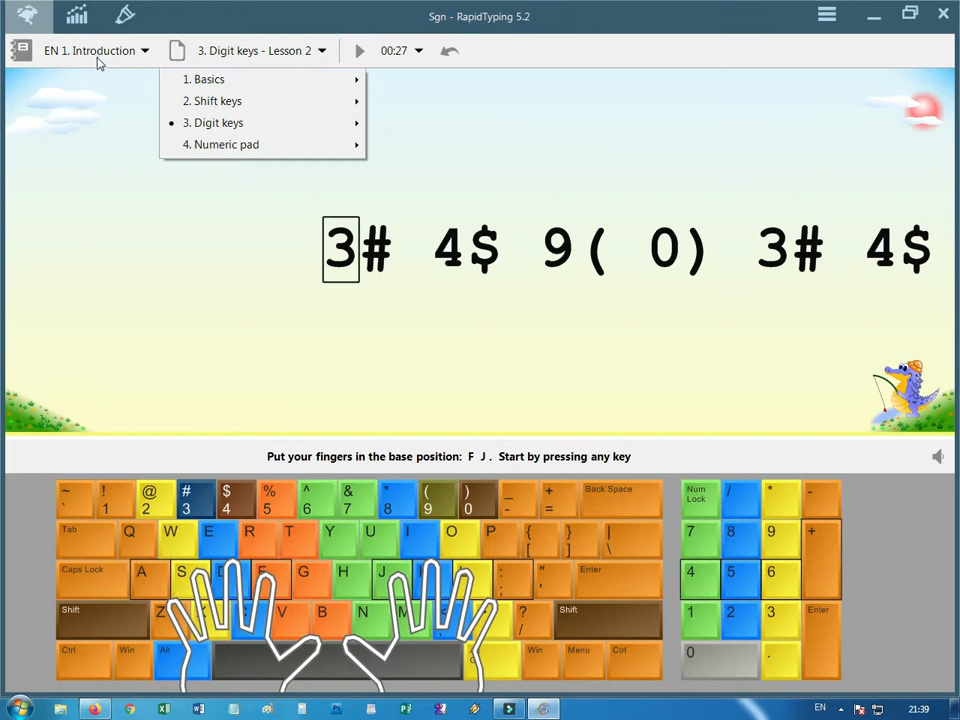 Sgn - RapidTyping 5.2
EN 1. Introduction
3. Digit keys - Lesson 2
00:27
1. Basics
2. Shift keys
3. Digit keys
4. Numeric pad
3# 4$ 9( 0) 3# 4$
Put your fingers in the base position: F J . Start by pressing any key
~ ! @ # $ % ^ & * ( ) _ + Back Space
` 1 2 3 4 5 6 7 8 9 0 - =
Tab Q W E R T Y U I O P { } |
[ ] \
Caps Lock A S D F G H J K L : " Enter
; '
Shift Z X C V B N M < > ? Shift
, /
Ctrl Win Alt Win Menu Ctrl
Num Lock / * -
7 8 9 +
4 5 6
1 2 3 Enter
0 .
EN 21:39